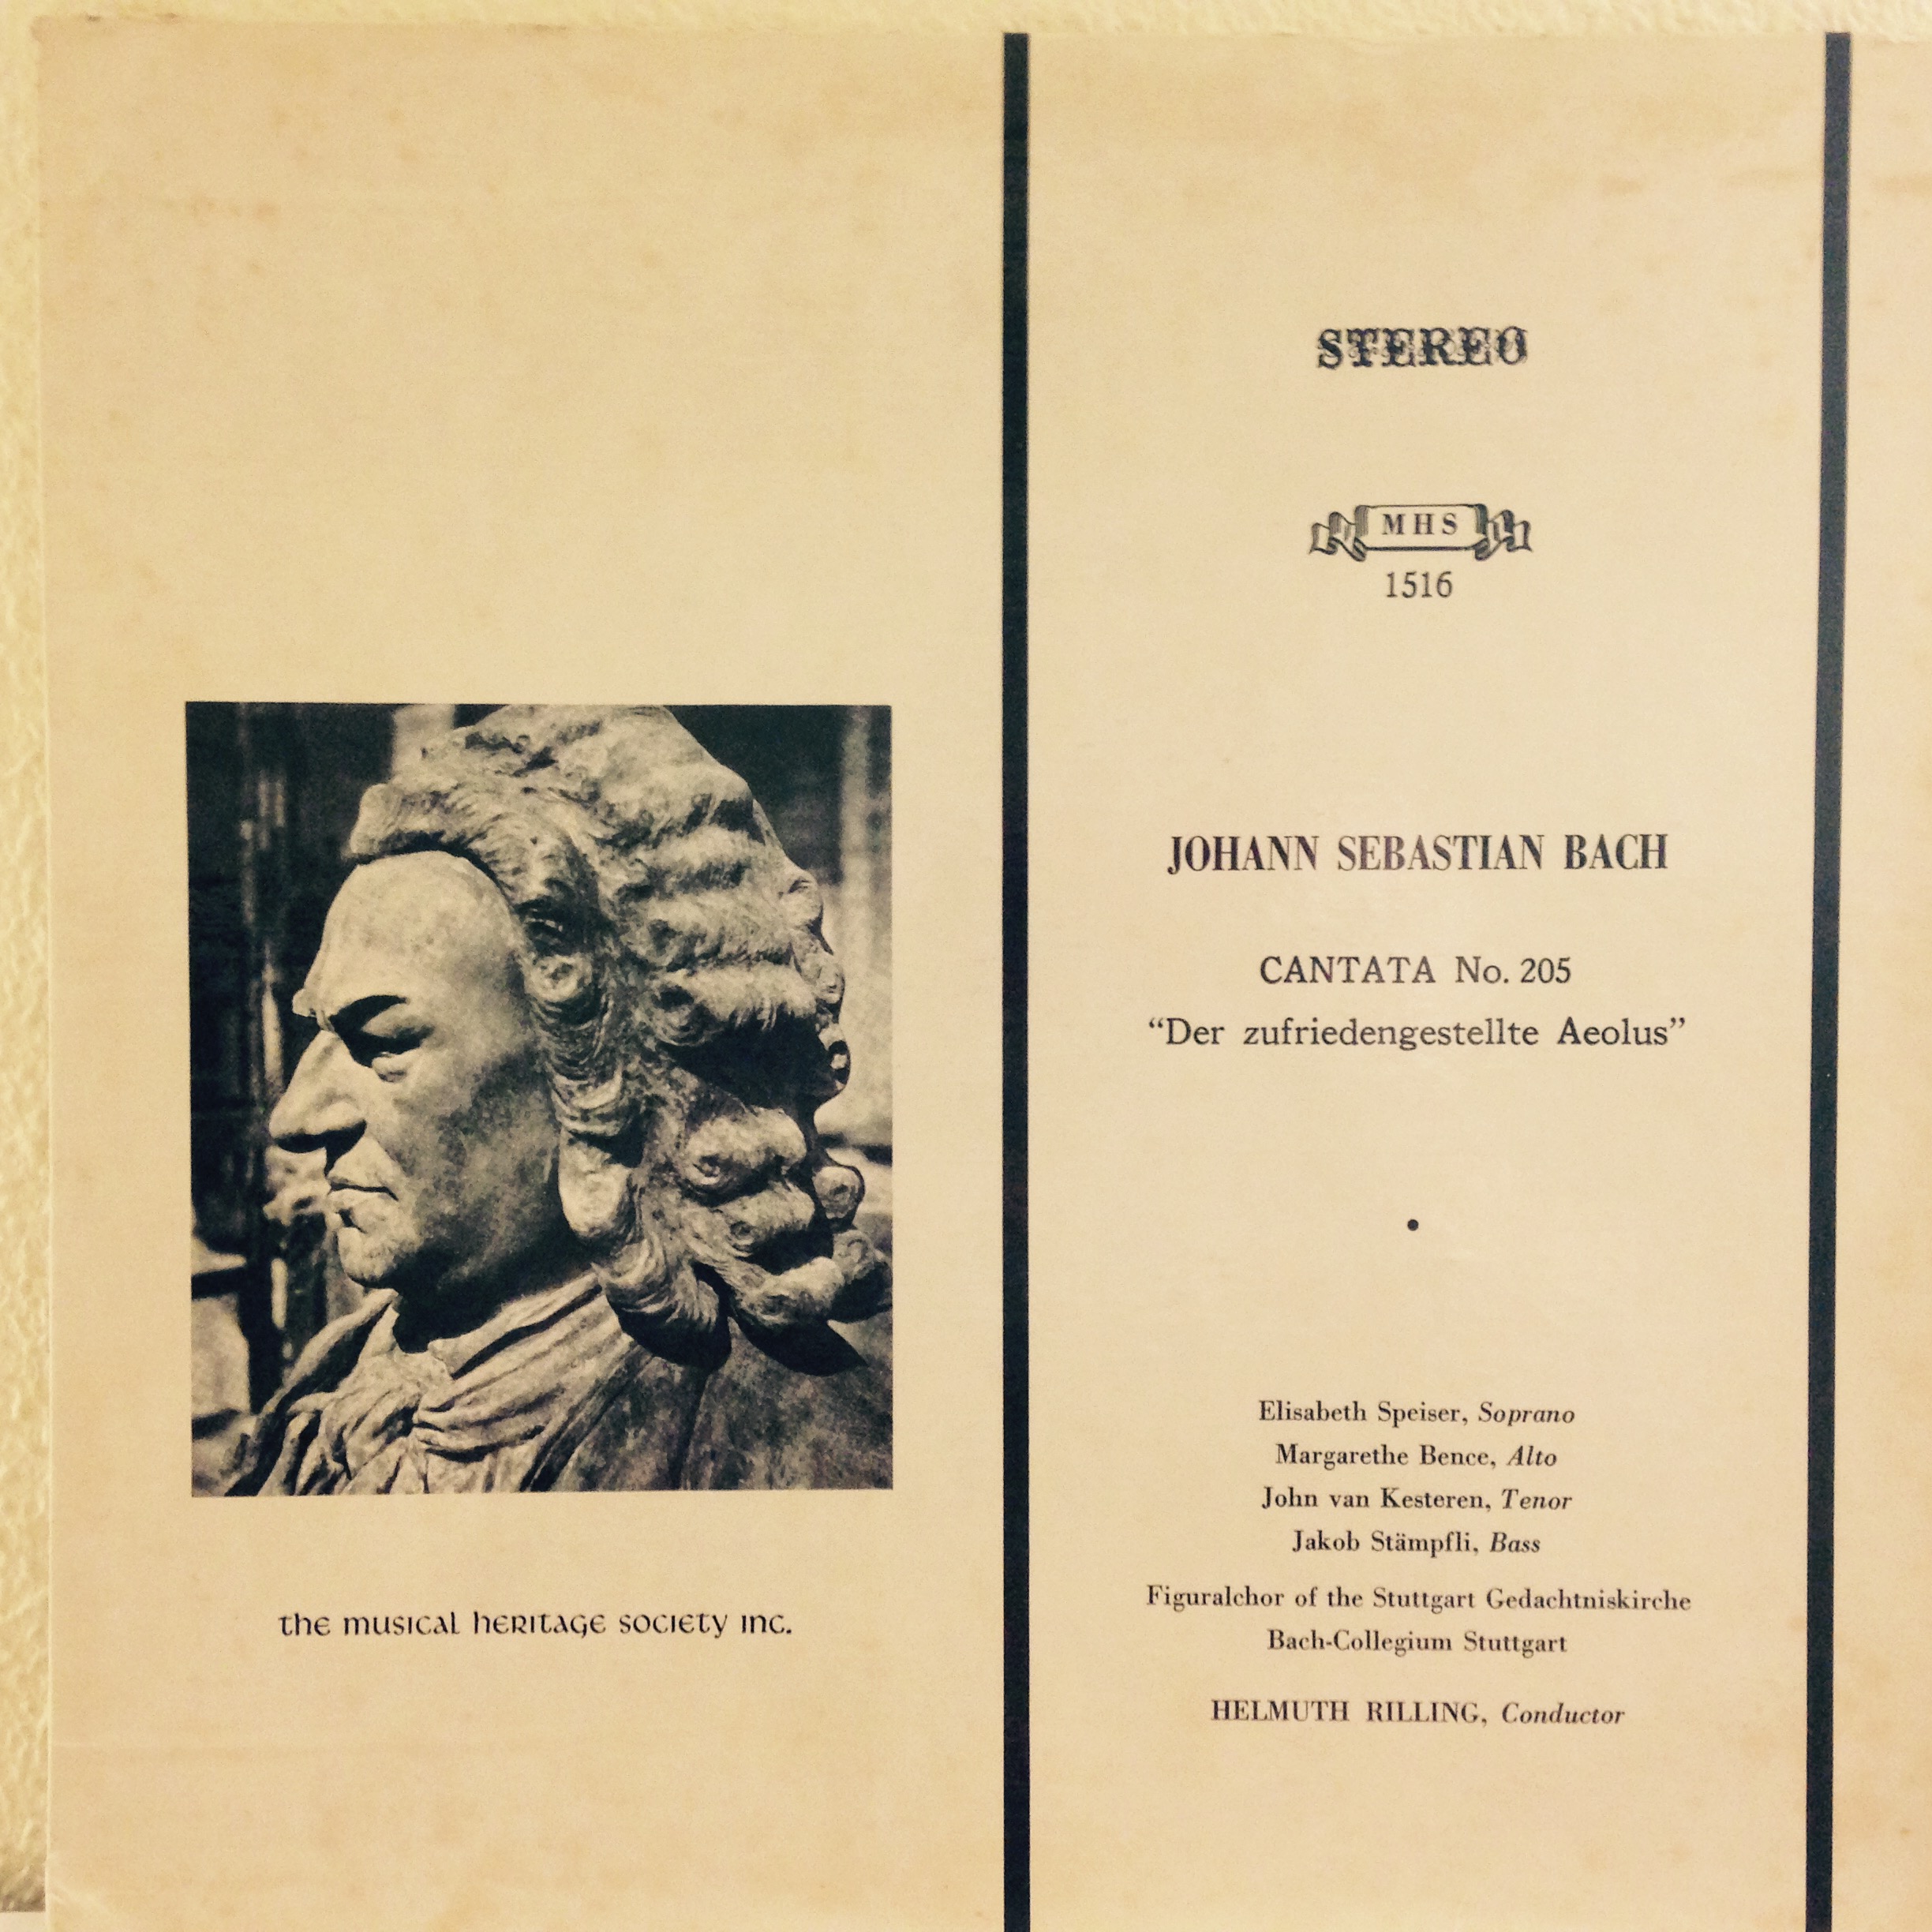 STEREO
MHS
1516
JOHANN SEBASTIAN BACH
CANTATA No. 205
“Der zufriedengestellte Aeolus”
•
Elisabeth Speiser, Soprano
Margarethe Bence, Alto
John van Kesteren, Tenor
Jakob Stämpfli, Bass
Figuralchor of the Stuttgart Gedachtniskirche
Bach-Collegium Stuttgart
HELMUTH RILLING, Conductor
the musical heritage society inc.